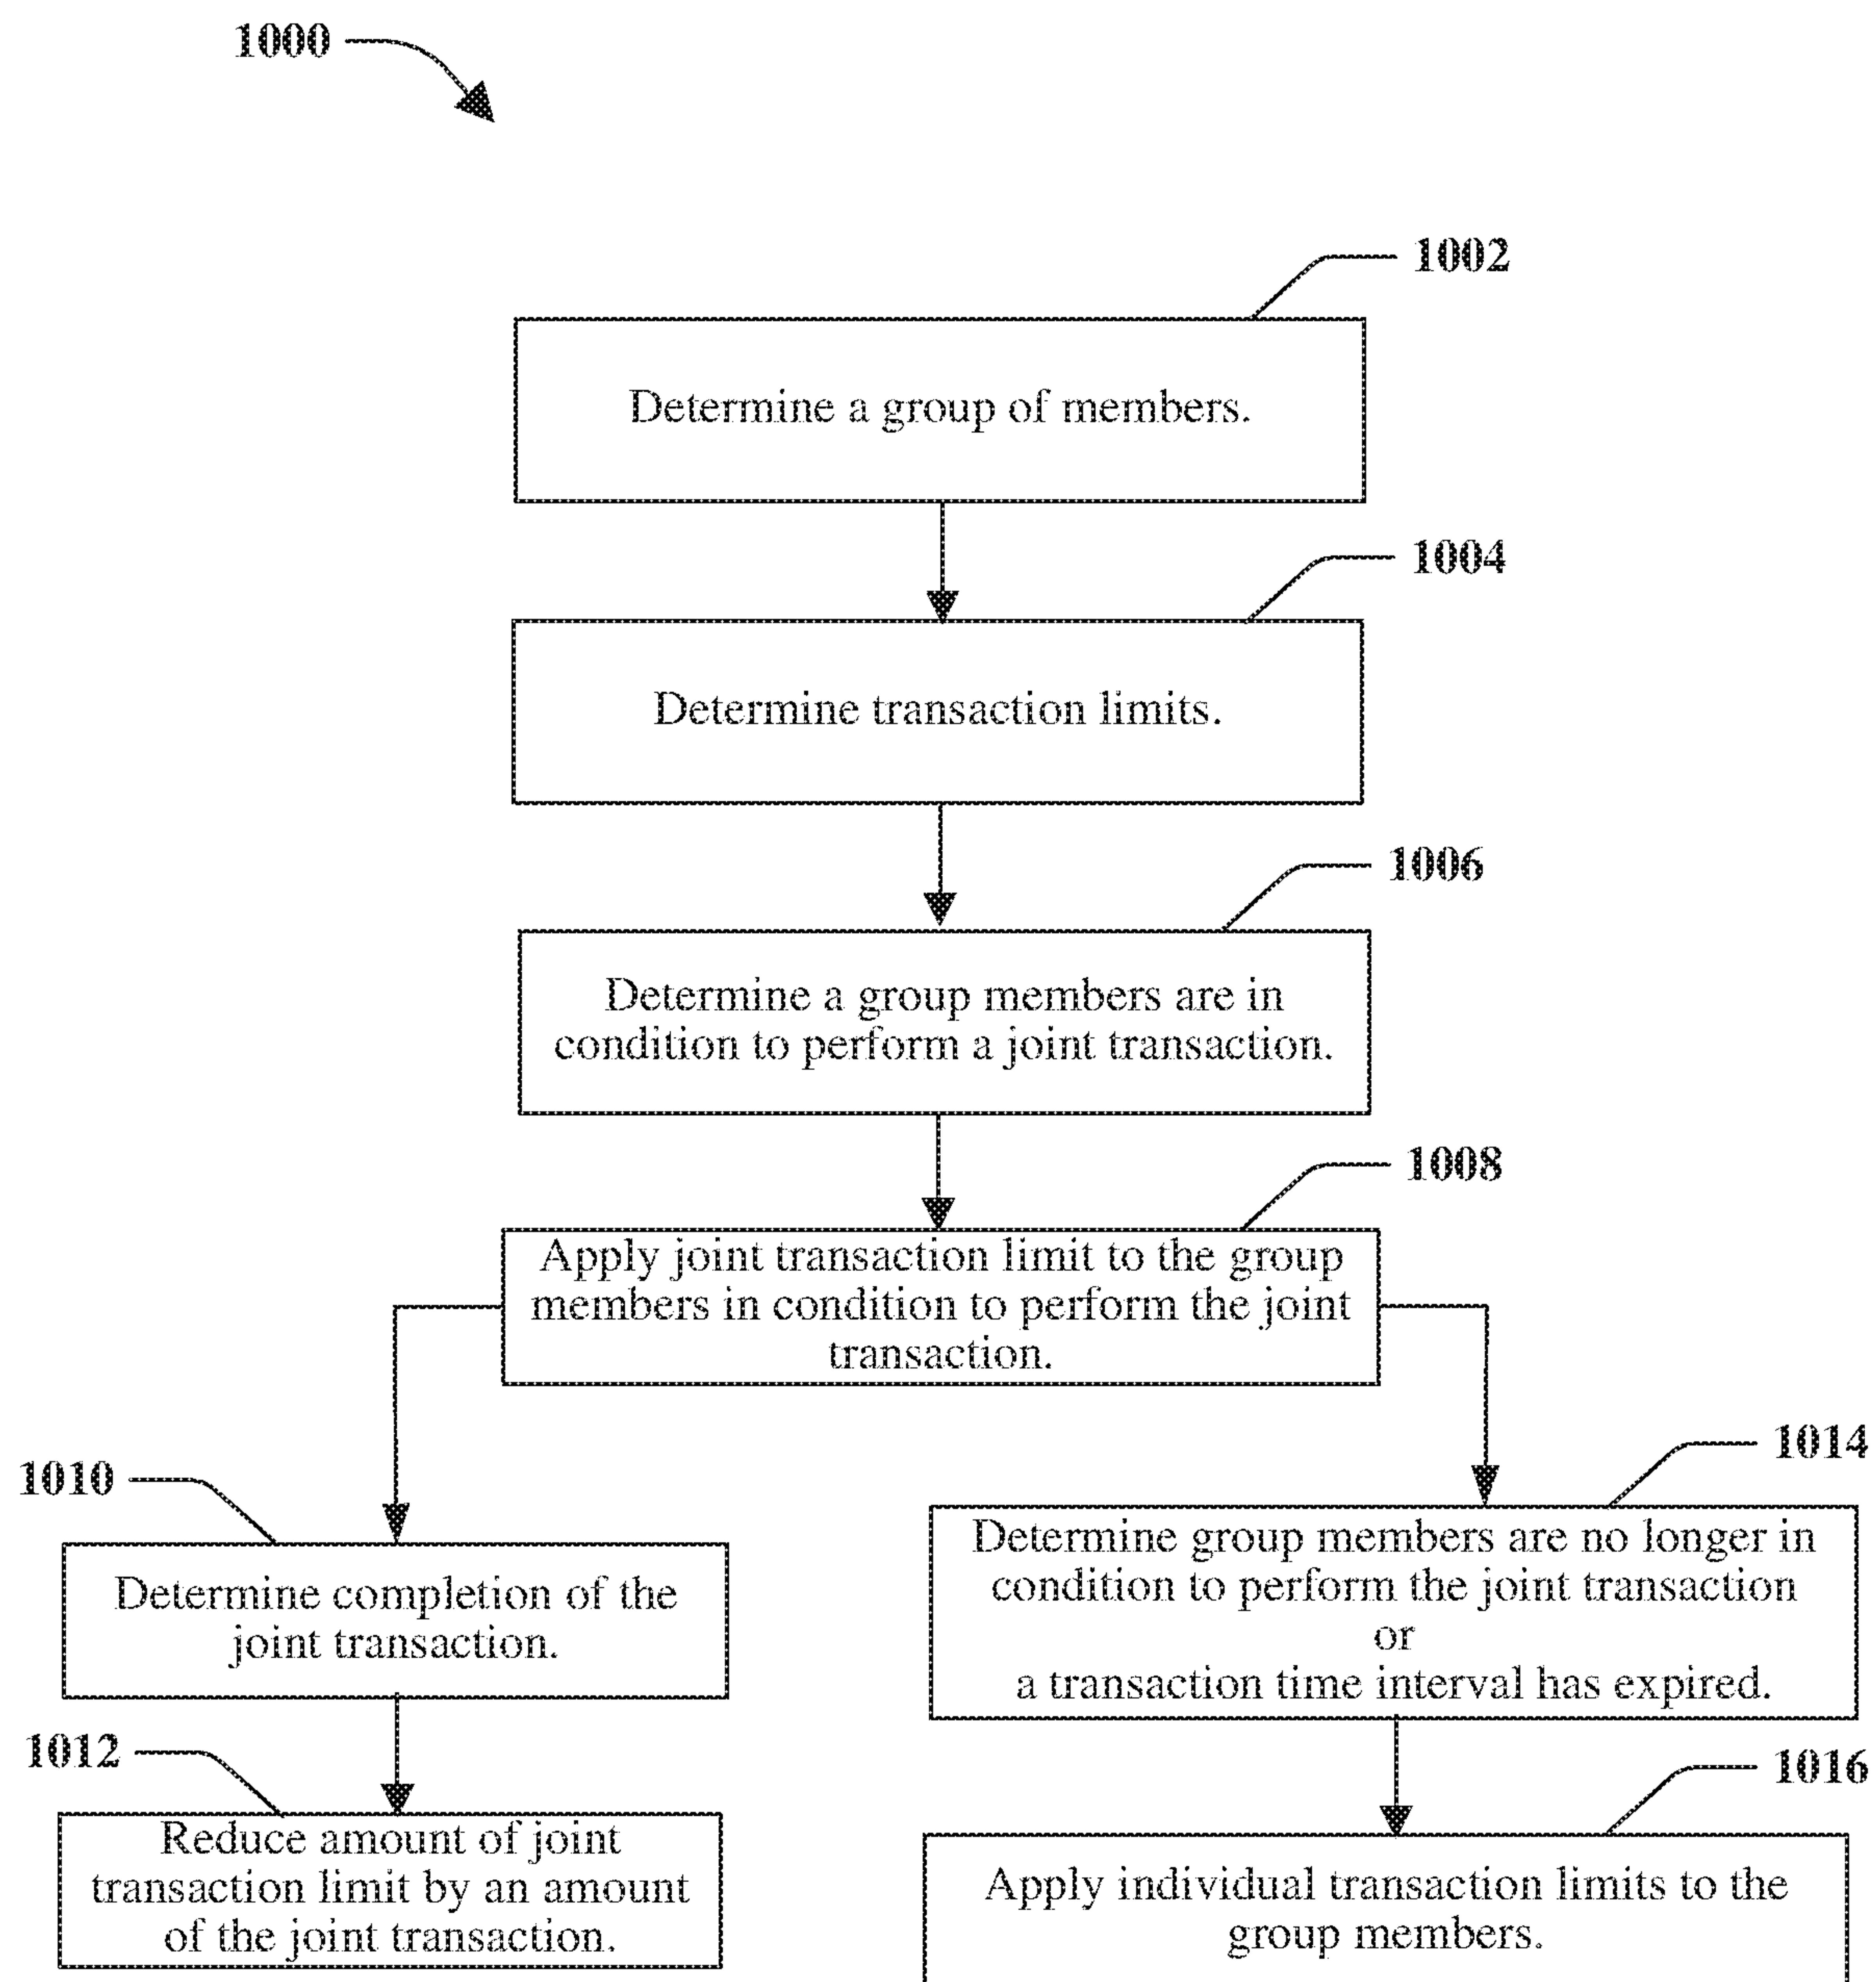 1000
1002
Determine a group of members.
1004
Determine transaction limits.
1006
Determine a group members are in
condition to perform a joint transaction.
1008
Apply joint transaction limit to the group
members in condition to perform the joint
transaction.
1010
Determine completion of the
joint transaction.
1012
Reduce amount of joint
transaction limit by an amount
of the joint transaction.
1014
Determine group members are no longer in
condition to perform the joint transaction
or
a transaction time interval has expired.
1016
Apply individual transaction limits to the
group members.